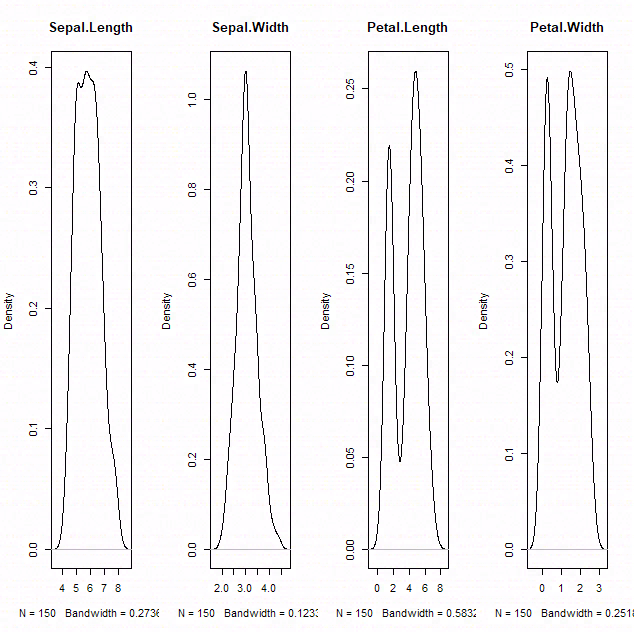 Sepal.Length
Density
0.0 0.1 0.2 0.3 0.4
4 5 6 7 8
N = 150 Bandwidth = 0.2736
Sepal.Width
Density
0.0 0.2 0.4 0.6 0.8 1.0
2.0 3.0 4.0
N = 150 Bandwidth = 0.123
Petal.Length
Density
0.00 0.05 0.10 0.15 0.20 0.25
0 2 4 6 8
N = 150 Bandwidth = 0.5832
Petal.Width
Density
0.0 0.1 0.2 0.3 0.4 0.5
0 1 2 3
N = 150 Bandwidth = 0.251